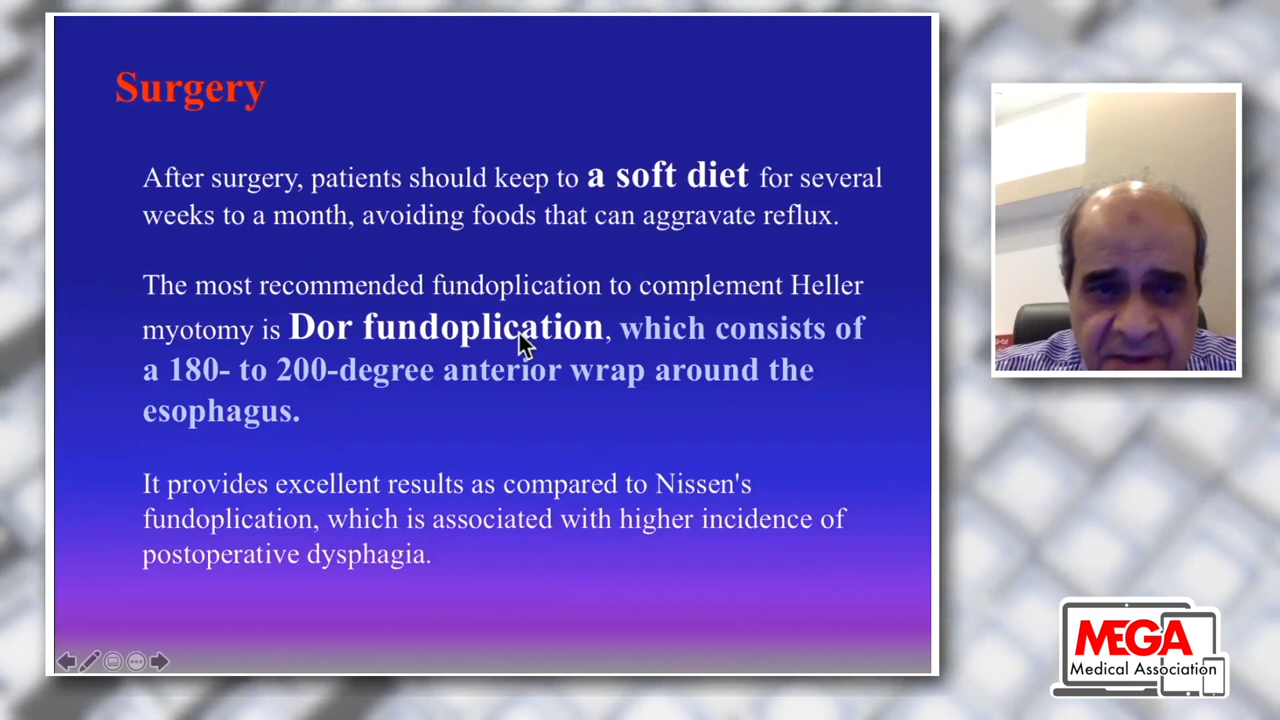 Surgery
After surgery, patients should keep to a soft diet for several
weeks to a month, avoiding foods that can aggravate reflux.
The most recommended fundoplication to complement Heller
myotomy is Dor fundoplication, which consists of
a 180- to 200-degree anterior wrap around the
esophagus.
It provides excellent results as compared to Nissen's
fundoplication, which is associated with higher incidence of
postoperative dysphagia.
MEGA
Medical Association